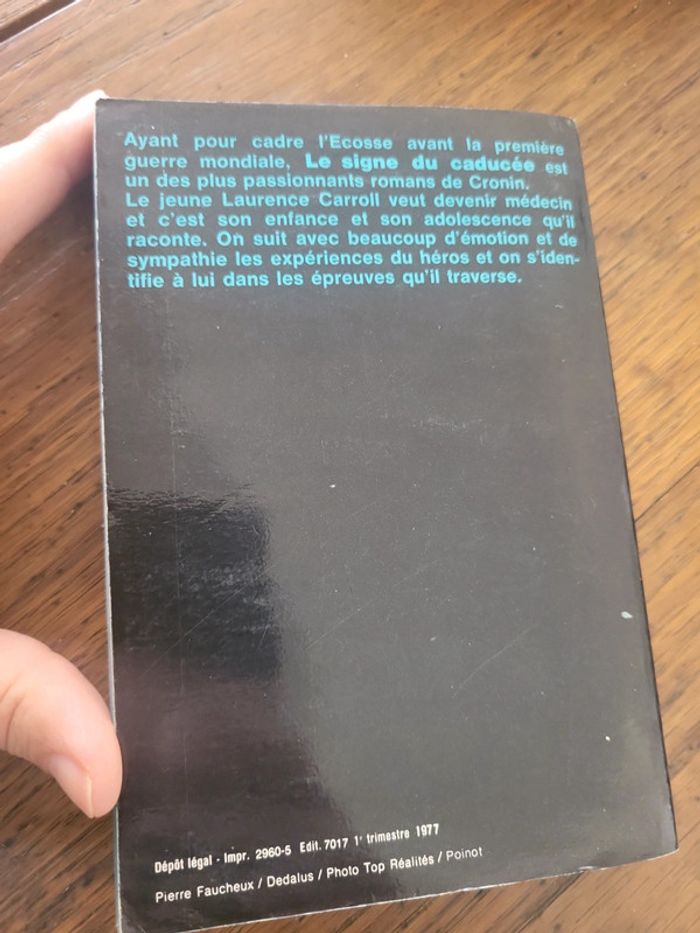 Ayant pour cadre l'Ecosse avant la première
guerre mondiale, Le signe du caducée est
un des plus passionnants romans de Cronin.
Le jeune Laurence Carroll veut devenir médecin
et c'est son enfance et son adolescence qu'il
raconte. On suit avec beaucoup d'émotion et de
sympathie les expériences du héros et on s'iden-
tifie à lui dans les épreuves qu'il traverse.
Dépôt légal - Impr. 2960-5 Edit. 7017 1' trimestre 1977
Pierre Faucheux / Dedalus / Photo Top Réalités / Poinot